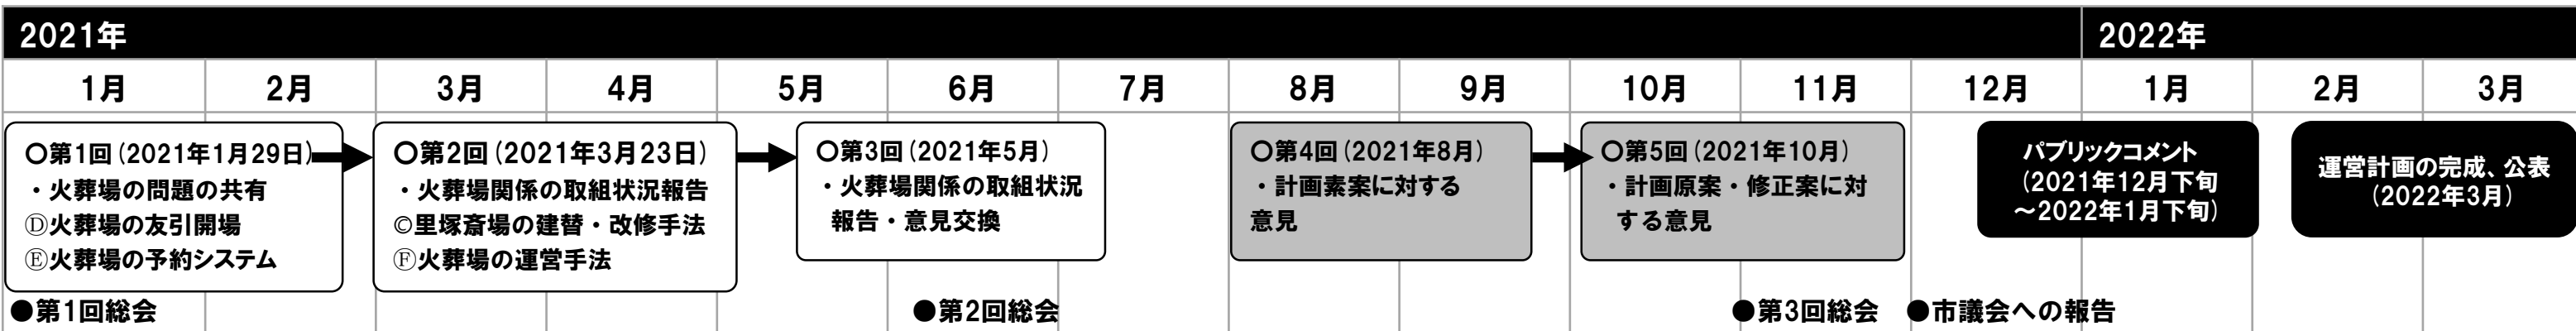 2021年
2022年
1月 2月 3月 4月 5月 6月 7月 8月 9月 10月 11月 12月 1月 2月 3月
○第1回(2021年1月29日)
・火葬場の問題の共有
Ⓓ火葬場の友引開場
Ⓔ火葬場の予約システム
○第2回(2021年3月23日)
・火葬場関係の取組状況報告
©里塚斎場の建替・改修手法
Ⓕ火葬場の運営手法
○第3回(2021年5月)
・火葬場関係の取組状況
報告・意見交換
○第4回(2021年8月)
・計画素案に対する
意見
○第5回(2021年10月)
・計画原案・修正案に対
する意見
パブリックコメント
(2021年12月下旬
～2022年1月下旬)
運営計画の完成、公表
(2022年3月)
●第1回総会
●第2回総会
●第3回総会
●市議会への報告